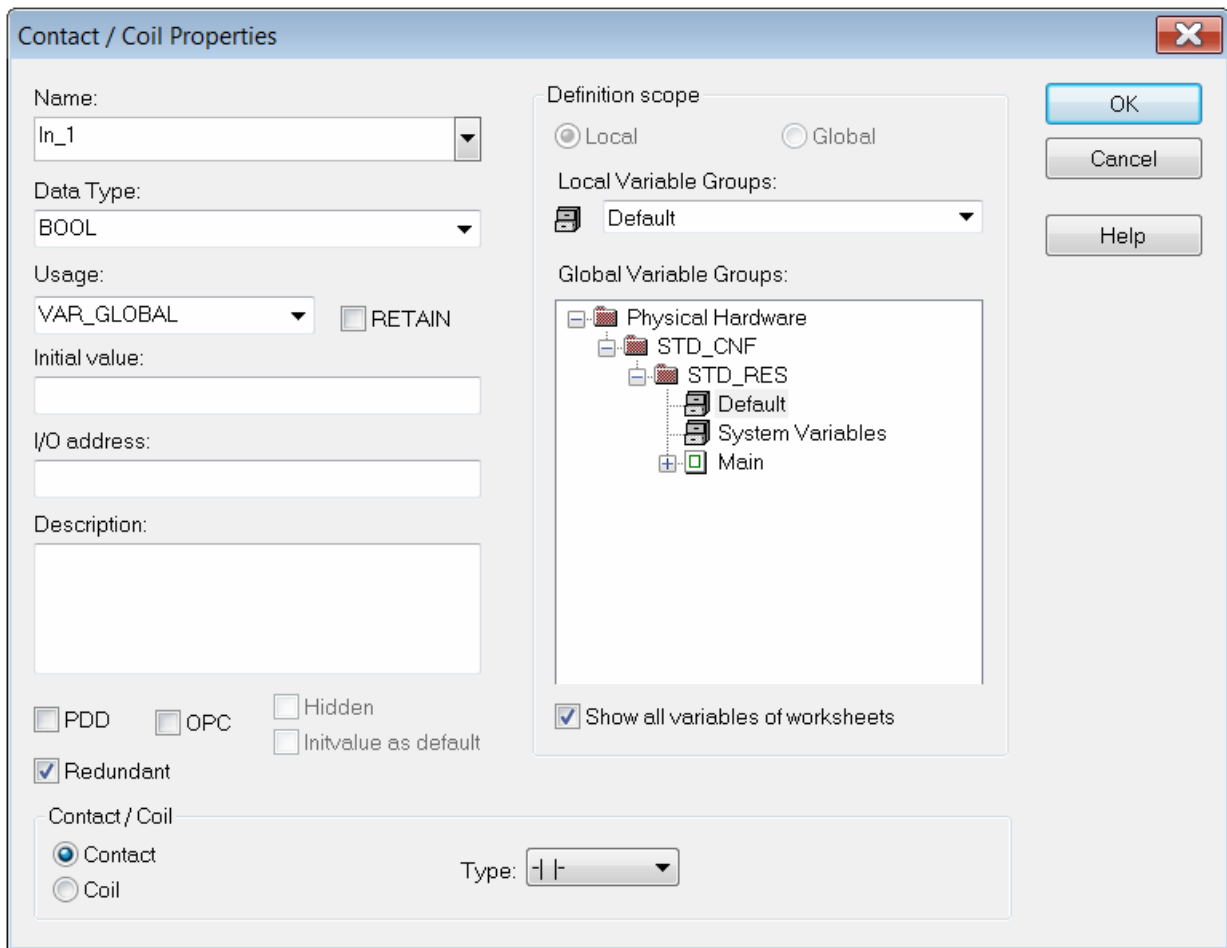 Contact / Coil Properties
Name:
In_1
Data Type:
BOOL
Usage:
VAR_GLOBAL
RETAIN
Initial value:
I/O address:
Description:
PDD
OPC
Hidden
Initvalue as default
Redundant
Definition scope
Local
Global
Local Variable Groups:
Default
Global Variable Groups:
Physical Hardware
STD_CNF
STD_RES
Default
System Variables
Main
Show all variables of worksheets
OK
Cancel
Help
Contact / Coil
Contact
Coil
Type: -| |-